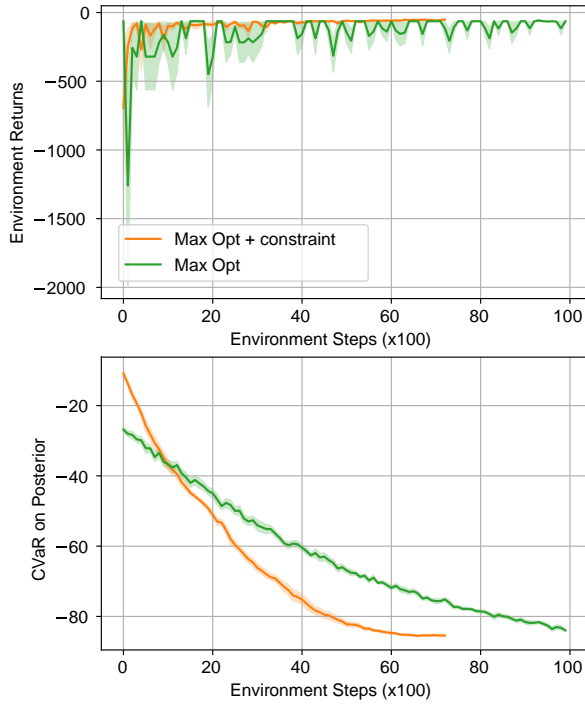 0
−500
−1000
−1500
−2000
Environment Returns
Max Opt + constraint
Max Opt
0 20 40 60 80 100
Environment Steps (x100)
−20
−40
−60
−80
CVaR on Posterior
0 20 40 60 80 100
Environment Steps (x100)